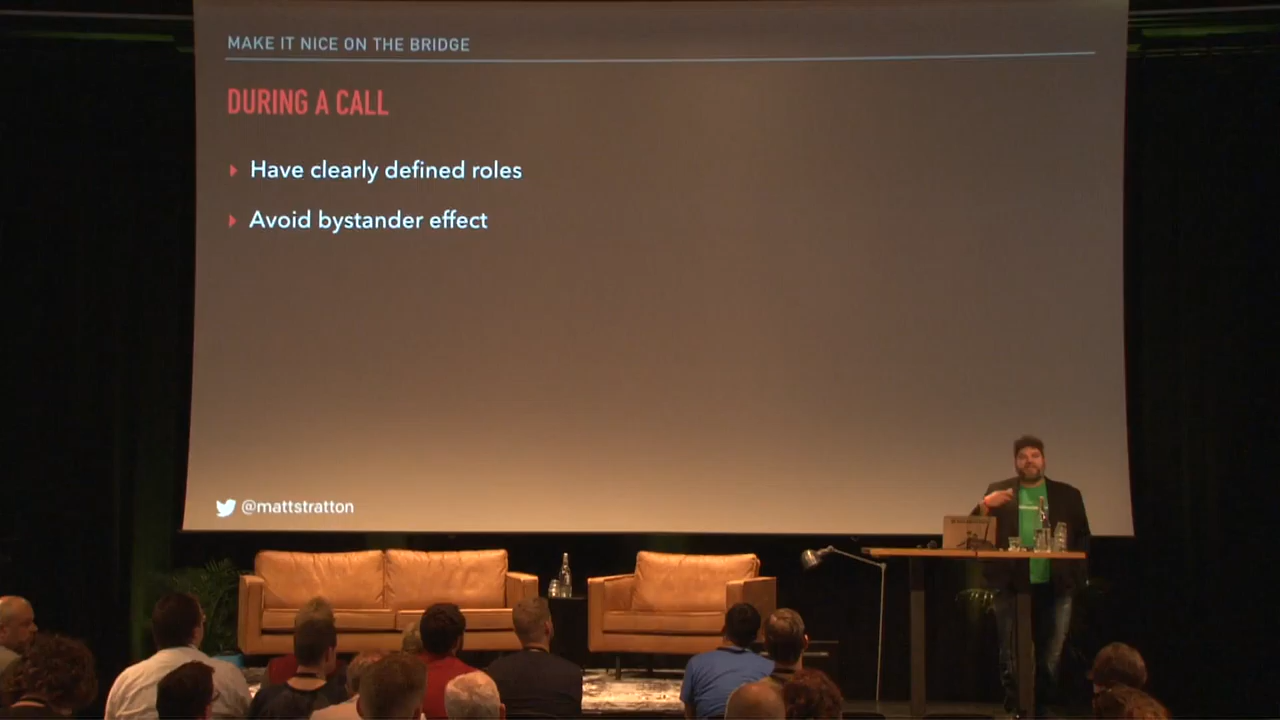 MAKE IT NICE ON THE BRIDGE
DURING A CALL
Have clearly defined roles
Avoid bystander effect
@mattstratton